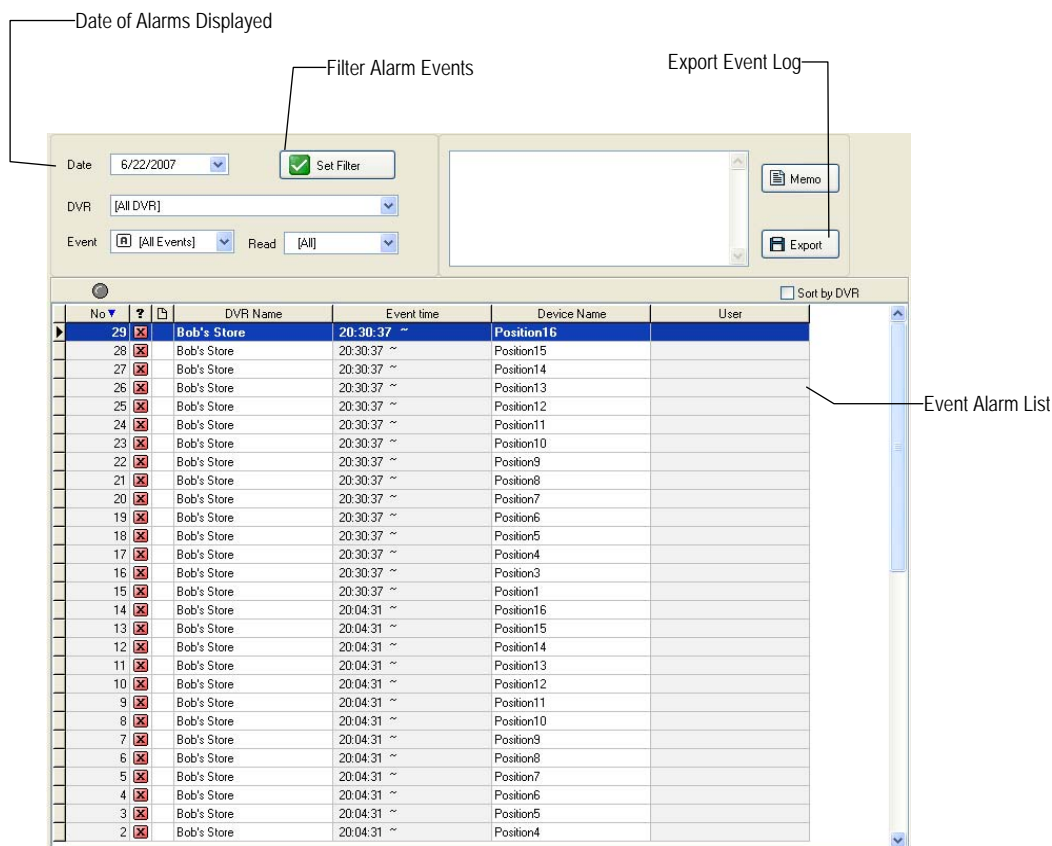 Date of Alarms Displayed
Filter Alarm Events
Export Event Log
Date 6/22/2007 Set Filter
Memo
DVR [All DVR]
Event A [All Events] Read [All]
Export
Sort by DVR
No ? DVR Name Event time Device Name User
29 Bob's Store 20:30:37 ~ Position16
28 Bob's Store 20:30:37 ~ Position15
27 Bob's Store 20:30:37 ~ Position14
26 Bob's Store 20:30:37 ~ Position13
25 Bob's Store 20:30:37 ~ Position12
Event Alarm List
24 Bob's Store 20:30:37 ~ Position11
23 Bob's Store 20:30:37 ~ Position10
22 Bob's Store 20:30:37 ~ Position9
21 Bob's Store 20:30:37 ~ Position8
20 Bob's Store 20:30:37 ~ Position7
19 Bob's Store 20:30:37 ~ Position6
18 Bob's Store 20:30:37 ~ Position5
17 Bob's Store 20:30:37 ~ Position4
16 Bob's Store 20:30:37 ~ Position3
15 Bob's Store 20:30:37 ~ Position1
14 Bob's Store 20:04:31 ~ Position16
13 Bob's Store 20:04:31 ~ Position15
12 Bob's Store 20:04:31 ~ Position14
11 Bob's Store 20:04:31 ~ Position13
10 Bob's Store 20:04:31 ~ Position12
9 Bob's Store 20:04:31 ~ Position11
8 Bob's Store 20:04:31 ~ Position10
7 Bob's Store 20:04:31 ~ Position9
6 Bob's Store 20:04:31 ~ Position8
5 Bob's Store 20:04:31 ~ Position7
4 Bob's Store 20:04:31 ~ Position6
3 Bob's Store 20:04:31 ~ Position5
2 Bob's Store 20:04:31 ~ Position4